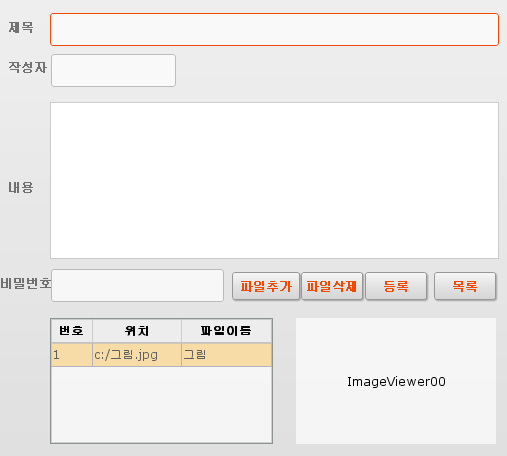 제목
작성자
내용
비밀번호 파일추가 파일삭제 등록 목록
번호 위치 파일이름
1 c:/그림.jpg 그림
ImageViewer00